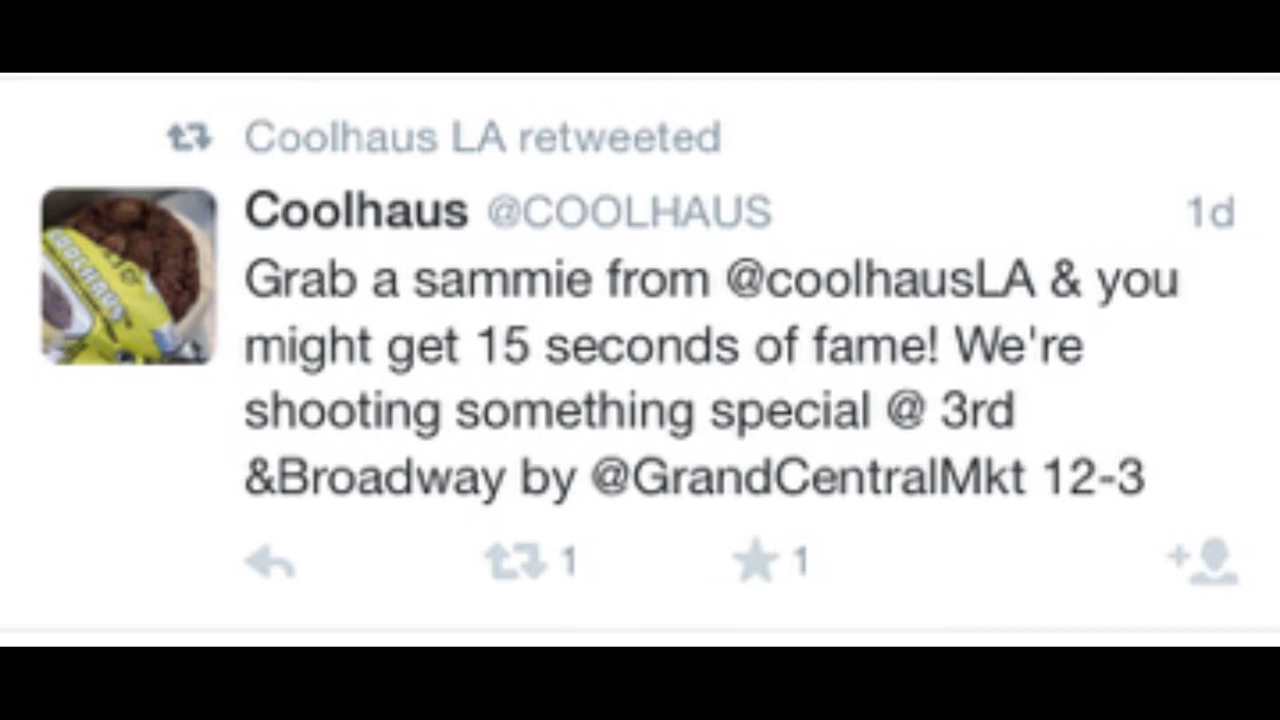 Coolhaus LA retweeted
Coolhaus @COOLHAUS 1d
COOLHAUS
Grab a sammie from @coolhausLA & you
might get 15 seconds of fame! We're
shooting something special @ 3rd
&Broadway by @GrandCentralMkt 12-3
1 1